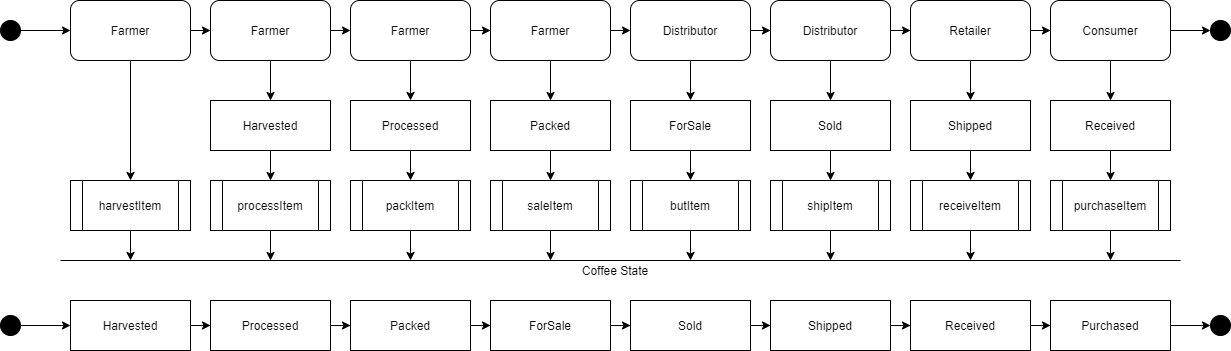 Farmer Farmer Farmer Farmer Distributor Distributor Retailer Consumer
Harvested Processed Packed ForSale Sold Shipped Received
harvestItem processItem packItem saleItem butItem shipItem receiveItem purchaseItem
Coffee State
Harvested Processed Packed ForSale Sold Shipped Received Purchased